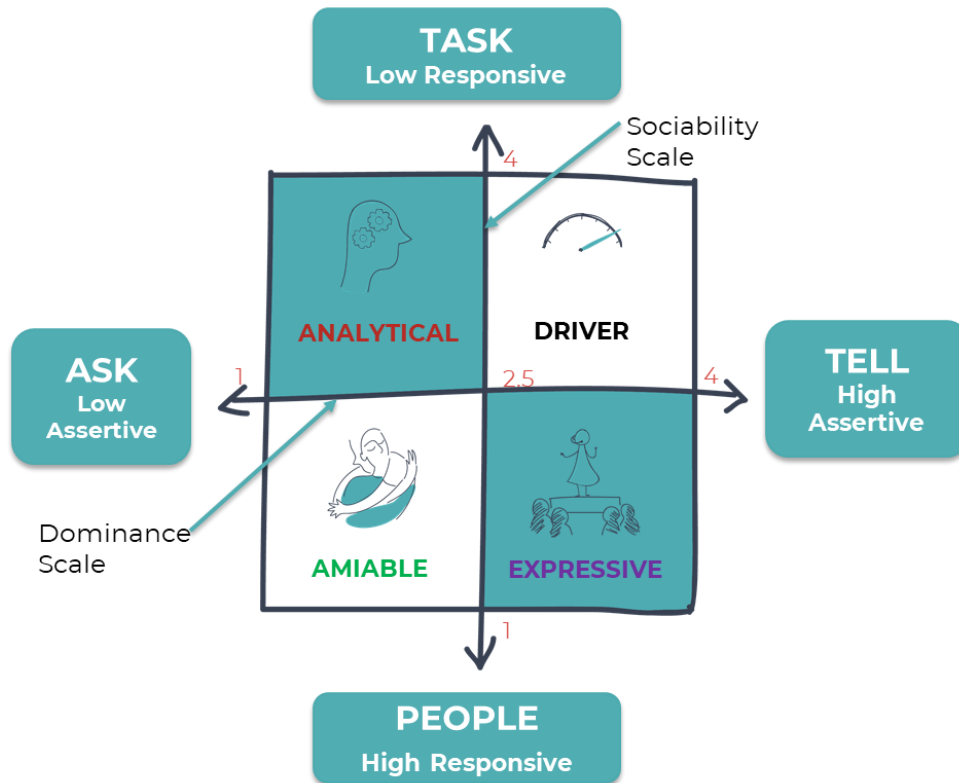 TASK
Low Responsive
Sociability
Scale
4
ANALYTICAL
DRIVER
ASK
Low
Assertive
1
2.5
4
TELL
High
Assertive
Dominance
Scale
AMIABLE
EXPRESSIVE
1
PEOPLE
High Responsive